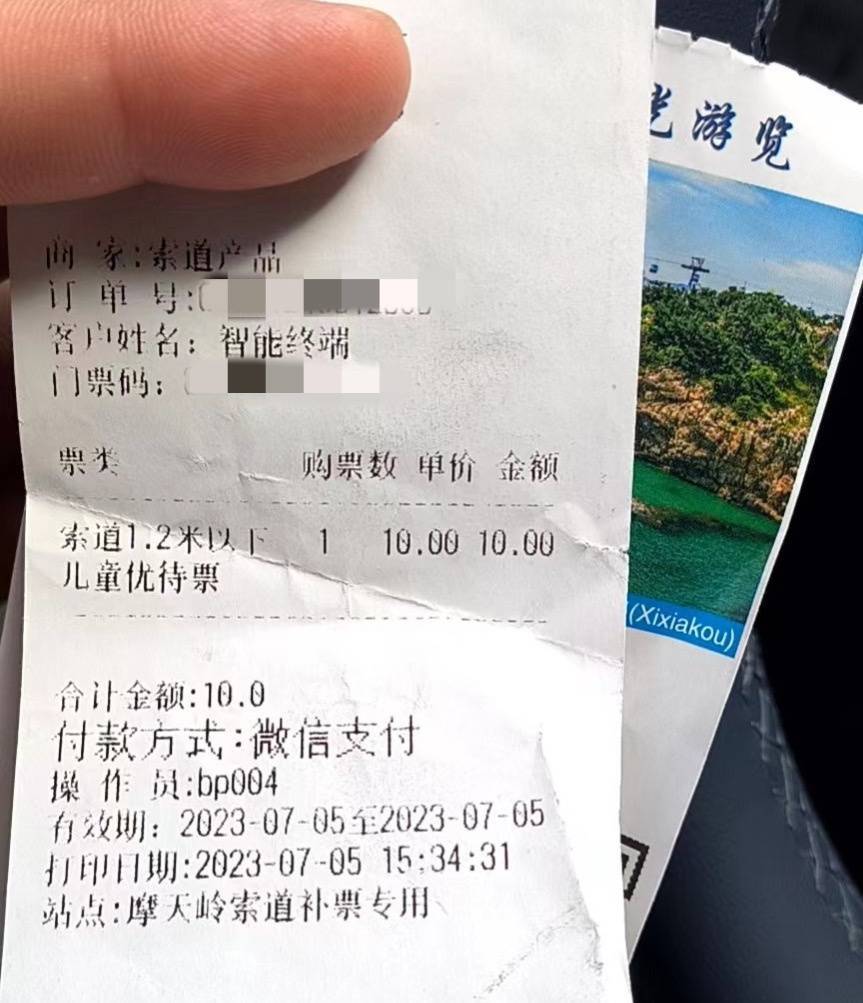 商 家:索道产品
订 单 号:
客户姓名: 智能终端
门票码:
票类 购票数 单价 金额
索道1.2米以下 1 10.00 10.00
儿童优待票
合计金额:10.0
付款方式:微信支付
操 作 员:bp004
有效期: 2023-07-05至2023-07-05
打印日期:2023-07-05 15:34:31
站点:摩天岭索道补票专用
游览
(Xixiakou)